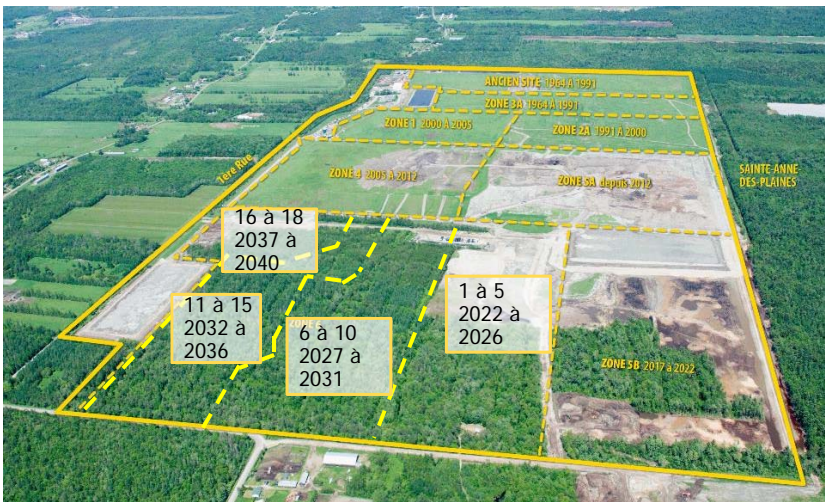 ANCIEN SITE 1964 À 1991
ZONE 3A 1964 À 1991
ZONE 1 2000 à 2005
ZONE 2A 1991 À 2000
1ère Rue
ZONE 4 2005 à 2012
ZONE 5A depuis 2012
SAINTE-ANNE
DES-PLAINES
16 à 18
2037 à
2040
1 à 5
2022 à
2026
11 à 15
2032 à
2036
6 à 10
2027 à
2031
ZONE 5B 2017 à 2022